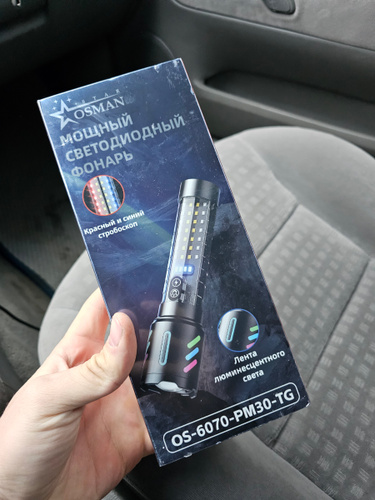 OSMAN
МОЩНЫЙ
СВЕТОДИОДНЫЙ
ФОНАРЬ
Красный и синий
стробоскоп
Лента
люминесцентного
света
OS-6070-PM30-TG